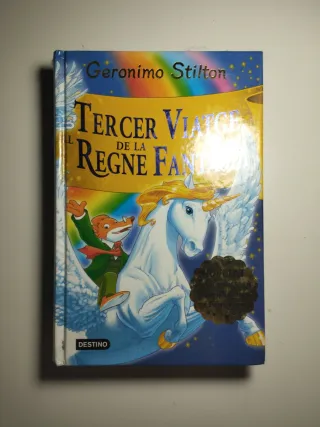 Geronimo Stilton
TERCER VIATGE
DE LA
REGNE
DESTINO